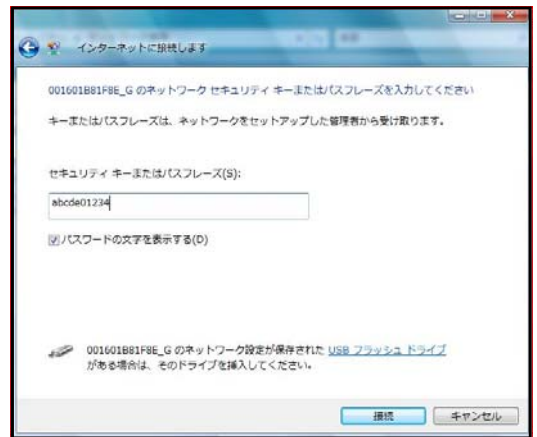 インターネットに接続します
001601B81F8E_G のネットワーク セキュリティ キーまたはパスフレーズを入力してください
キーまたはパスフレーズは、ネットワークをセットアップした管理者から受け取ります。
セキュリティ キーまたはパスフレーズ(S):
abcde01234
パスワードの文字を表示する(D)
001601B81F8E_G のネットワーク設定が保存された USB フラッシュ ドライブ
がある場合は、そのドライブを挿入してください。
接続
キャンセル